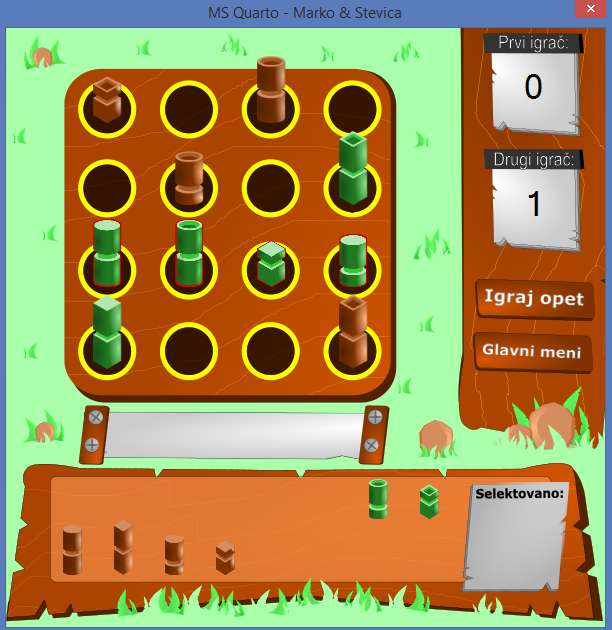 MS Quarto - Marko & Stevica
Prvi igrač:
0
Drugi igrač:
1
Igraj opet
Glavni meni
Selektovano: